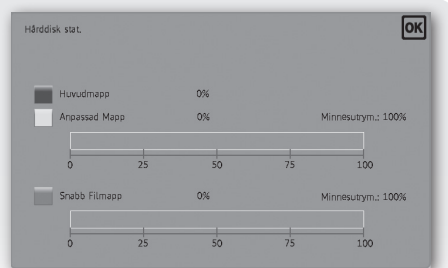 Hårddisk stat.
OK
Huvudmapp 0%
Anpassad Mapp 0% Minnesutrym.: 100%
0 25 50 75 100
Snabb Filmapp 0% Minnesutrym.: 100%
0 25 50 75 100